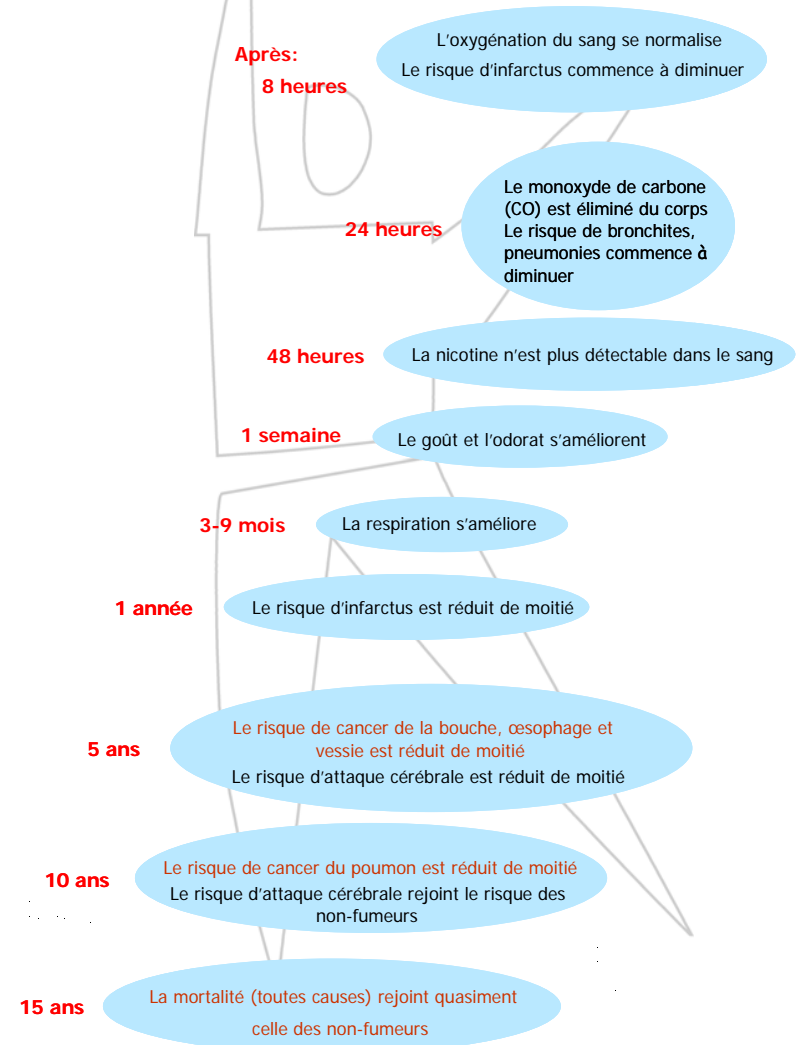 Après:
8 heures
L'oxygénation du sang se normalise
Le risque d'infarctus commence à diminuer
24 heures
Le monoxyde de carbone
(CO) est éliminé du corps
Le risque de bronchites,
pneumonies commence à
diminuer
48 heures
La nicotine n'est plus détectable dans le sang
1 semaine
Le goût et l'odorat s'améliorent
3-9 mois
La respiration s'améliore
1 année
Le risque d'infarctus est réduit de moitié
5 ans
Le risque de cancer de la bouche, œsophage et
vessie est réduit de moitié
Le risque d'attaque cérébrale est réduit de moitié
10 ans
Le risque de cancer du poumon est réduit de moitié
Le risque d'attaque cérébrale rejoint le risque des
non-fumeurs
15 ans
La mortalité (toutes causes) rejoint quasiment
celle des non-fumeurs